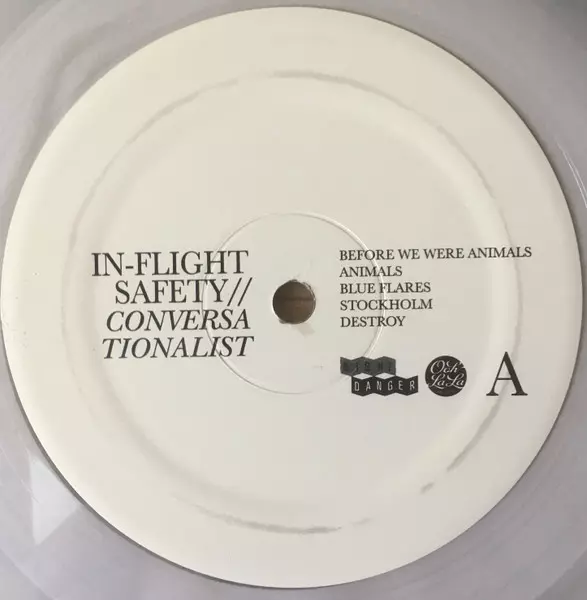 IN-FLIGHT
SAFETY//
CONVERSA
TIONALIST
BEFORE WE WERE ANIMALS
ANIMALS
BLUE FLARES
STOCKHOLM
DESTROY
DANGER
Ooh
La La
A